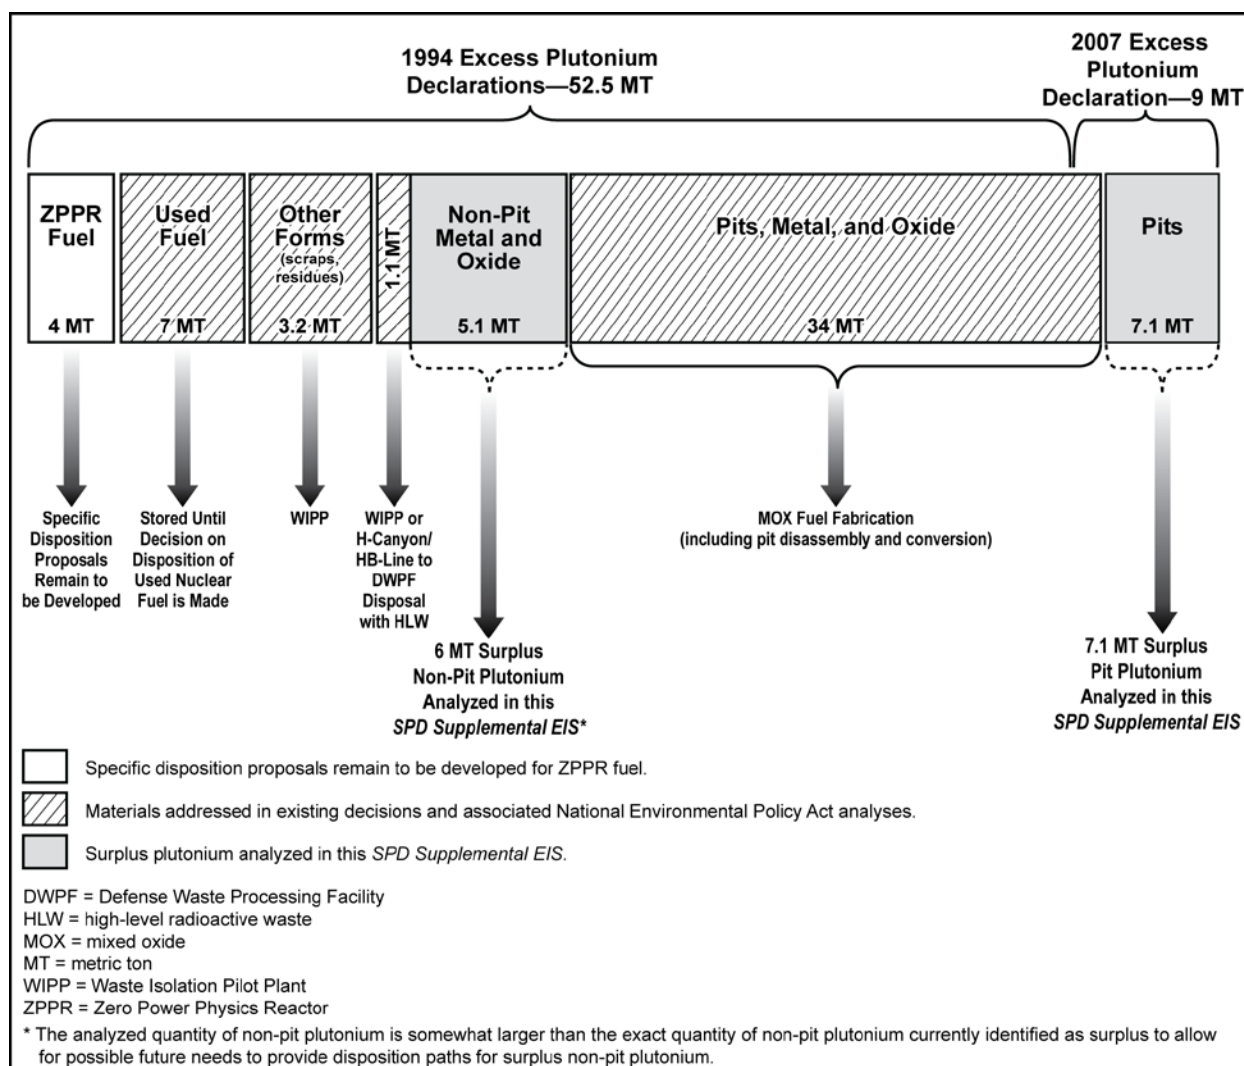 1994 Excess Plutonium
Declarations—52.5 MT
2007 Excess
Plutonium
Declaration—9 MT
ZPPR
Fuel
4 MT
Used
Fuel
7 MT
Other
Forms
(scraps,
residues)
3.2 MT
1.1 MT
Non-Pit
Metal and
Oxide
5.1 MT
Pits, Metal, and Oxide
34 MT
Pits
7.1 MT
Specific
Disposition
Proposals
Remain to
be Developed
Stored Until
Decision on
Disposition of
Used Nuclear
Fuel is Made
WIPP
WIPP or
H-Canyon/
HB-Line to
DWPF
Disposal
with HLW
6 MT Surplus
Non-Pit Plutonium
Analyzed in this
SPD Supplemental EIS*
MOX Fuel Fabrication
(including pit disassembly and conversion)
7.1 MT Surplus
Pit Plutonium
Analyzed in this
SPD Supplemental EIS
Specific disposition proposals remain to be developed for ZPPR fuel.
Materials addressed in existing decisions and associated National Environmental Policy Act analyses.
Surplus plutonium analyzed in this SPD Supplemental EIS.
DWPF = Defense Waste Processing Facility
HLW = high-level radioactive waste
MOX = mixed oxide
MT = metric ton
WIPP = Waste Isolation Pilot Plant
ZPPR = Zero Power Physics Reactor
* The analyzed quantity of non-pit plutonium is somewhat larger than the exact quantity of non-pit plutonium currently identified as surplus to allow
for possible future needs to provide disposition paths for surplus non-pit plutonium.